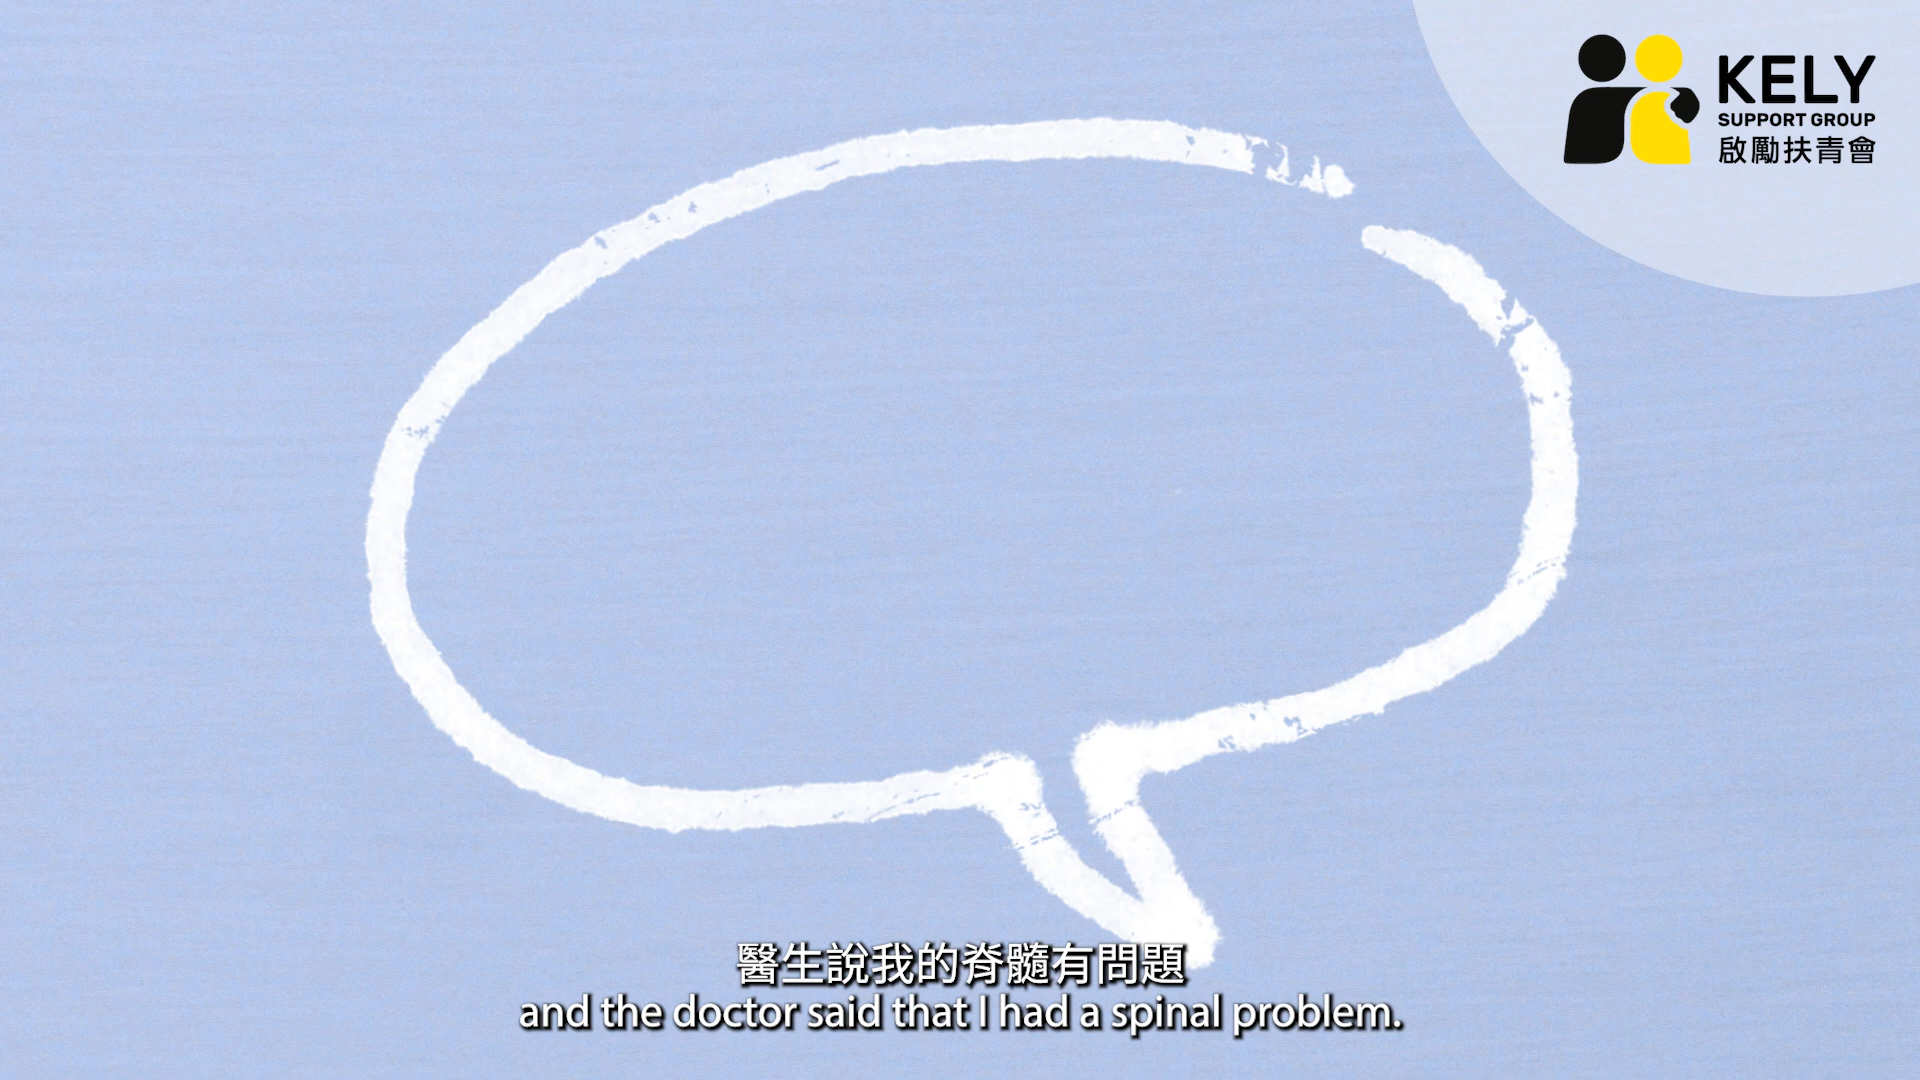 KELY
SUPPORT GROUP
啟勵扶青會
醫生說我的脊髓有問題
and the doctor said that I had a spinal problem.